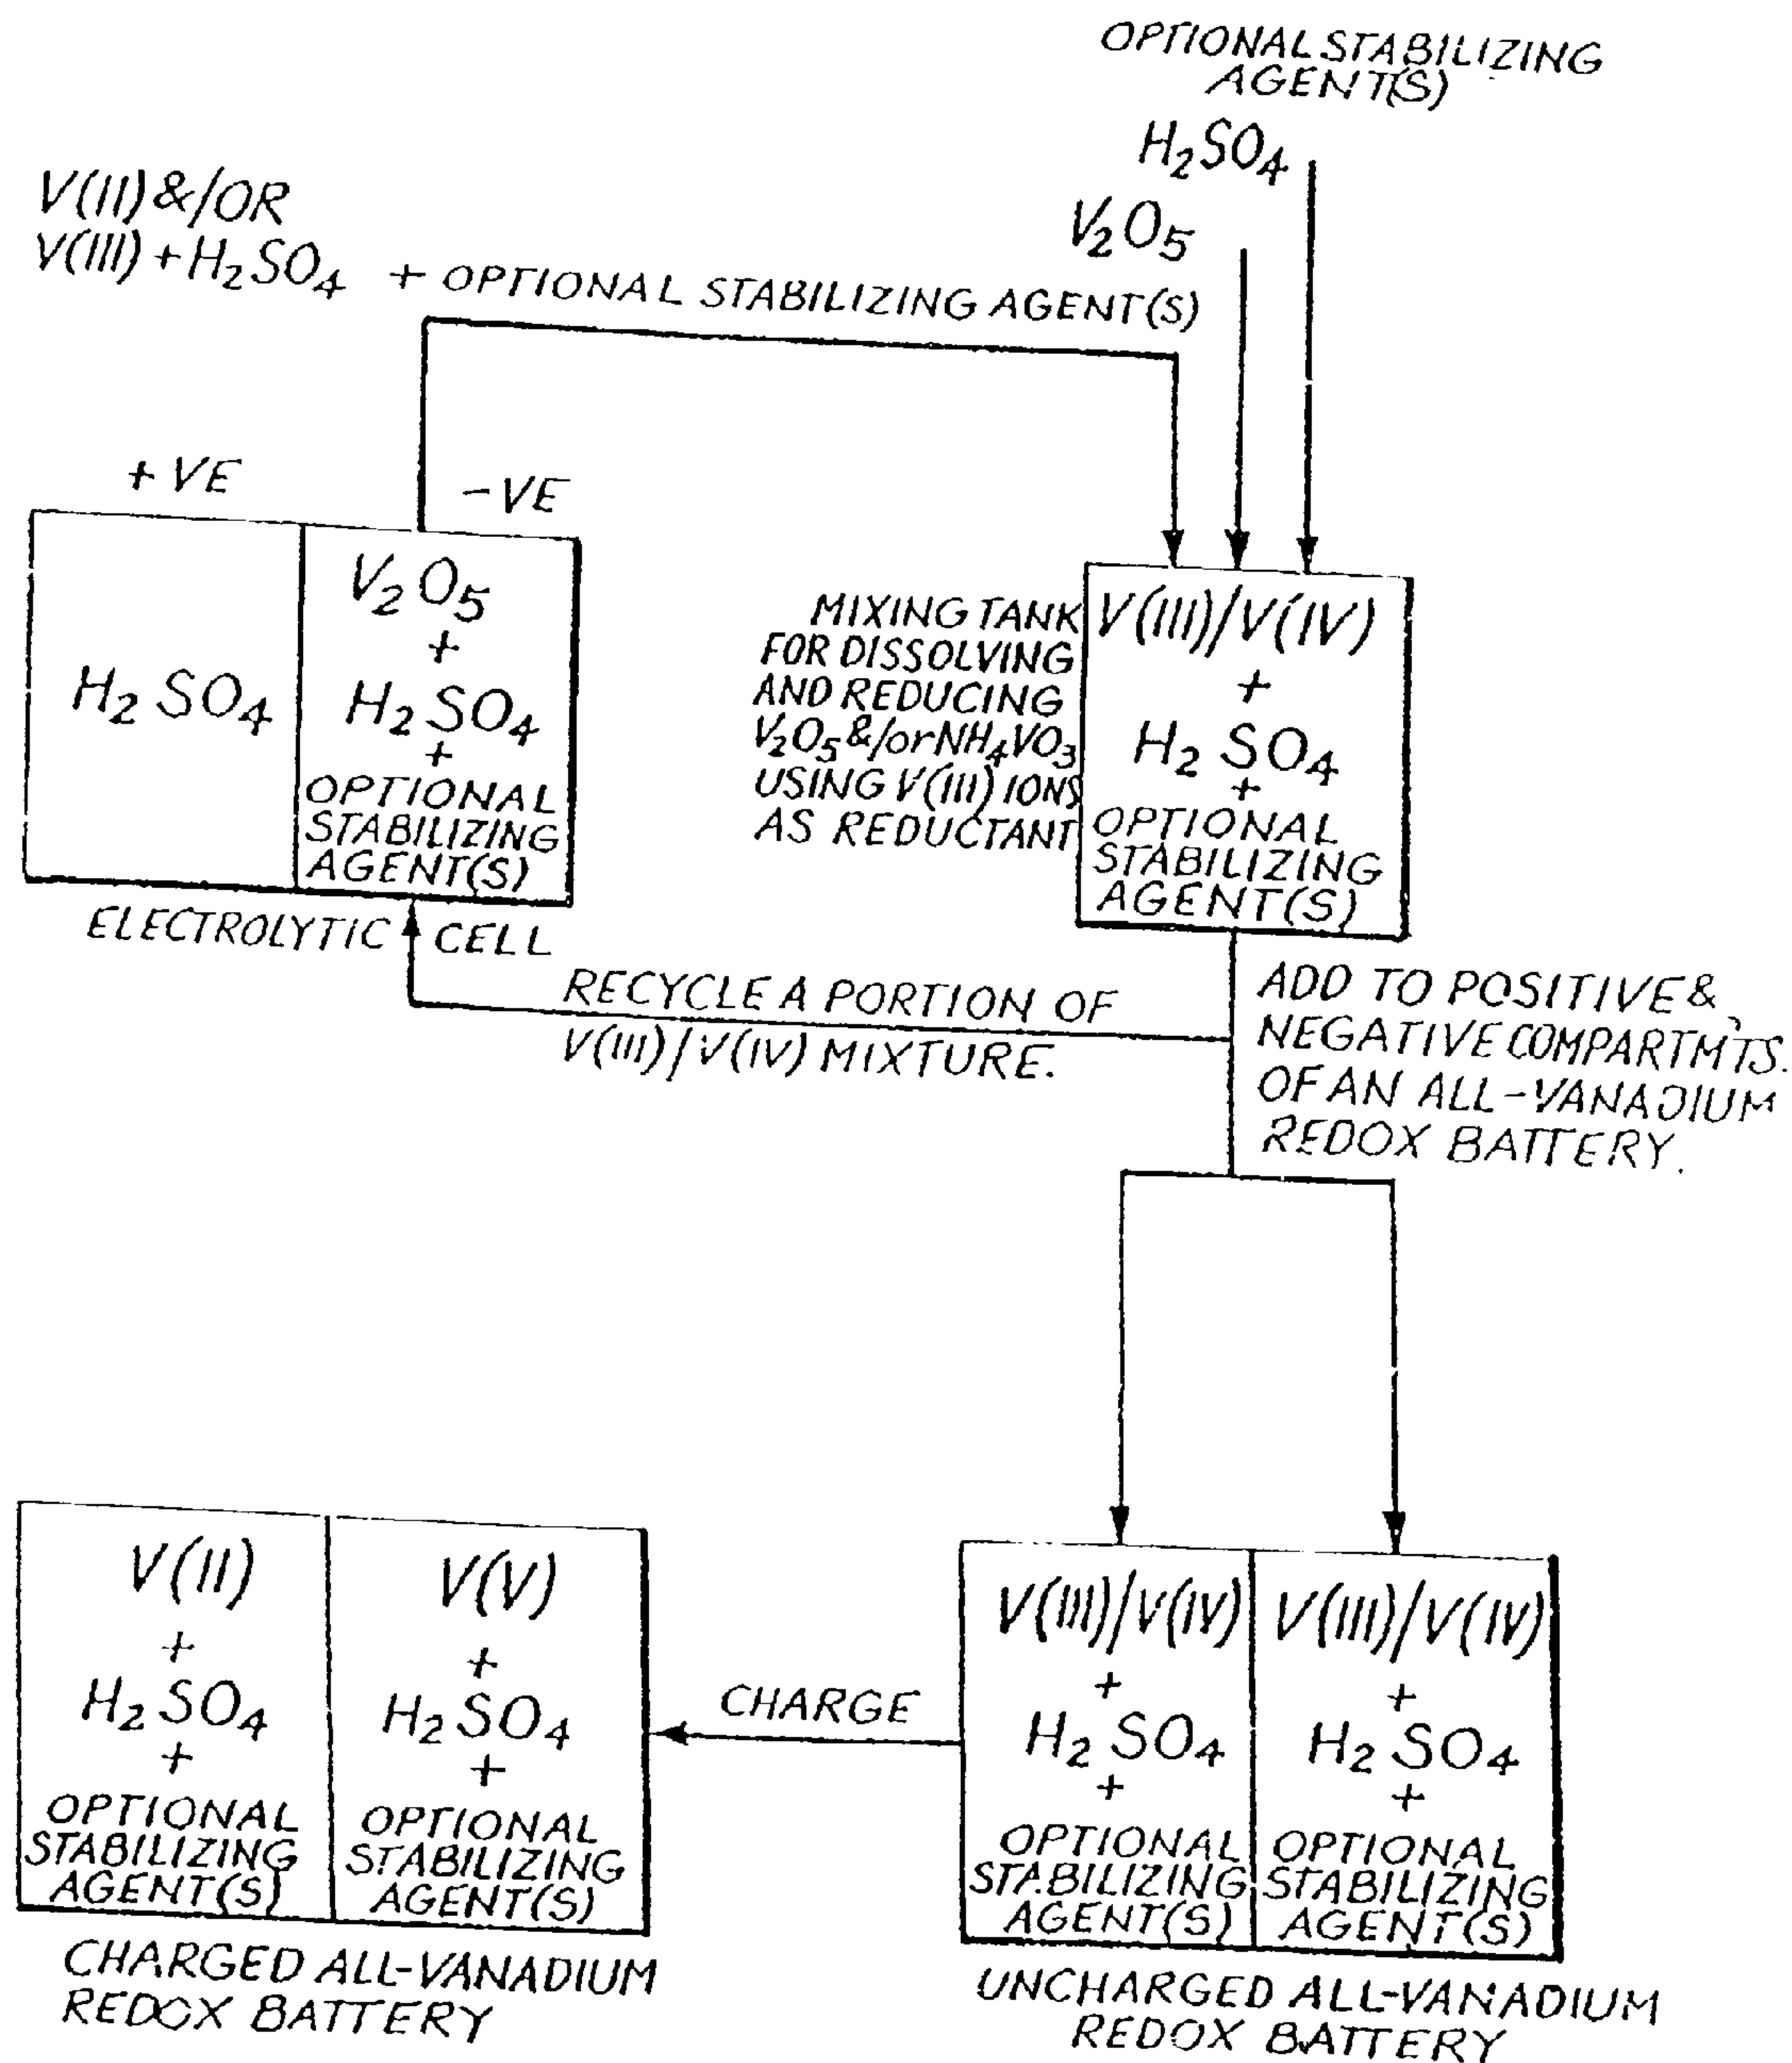 OPTIONAL STABILIZING
AGENT(S)
H₂SO₄
V₂O₅
V(II)&/OR
V(III)+H₂SO₄ + OPTIONAL STABILIZING AGENT(S)
+VE
-VE
H₂SO₄
V₂O₅
+
H₂SO₄
+
OPTIONAL
STABILIZING
AGENT(S)
ELECTROLYTIC CELL
MIXING TANK
FOR DISSOLVING
AND REDUCING
V₂O₅&/orNH₄VO₃
USING V(III) IONS
AS REDUCTANT
V(III)/V(IV)
+
H₂SO₄
+
OPTIONAL
STABILIZING
AGENT(S)
RECYCLE A PORTION OF
V(III)/V(IV) MIXTURE.
ADD TO POSITIVE &
NEGATIVE COMPARTMTS.
OF AN ALL-VANADIUM
REDOX BATTERY.
V(II)
+
H₂SO₄
+
OPTIONAL
STABILIZING
AGENT(S)
V(V)
+
H₂SO₄
+
OPTIONAL
STABILIZING
AGENT(S)
CHARGED ALL-VANADIUM
REDOX BATTERY
CHARGE
V(III)/V(IV)
+
H₂SO₄
+
OPTIONAL
STABILIZING
AGENT(S)
V(III)/V(IV)
+
H₂SO₄
+
OPTIONAL
STABILIZING
AGENT(S)
UNCHARGED ALL-VANADIUM
REDOX BATTERY